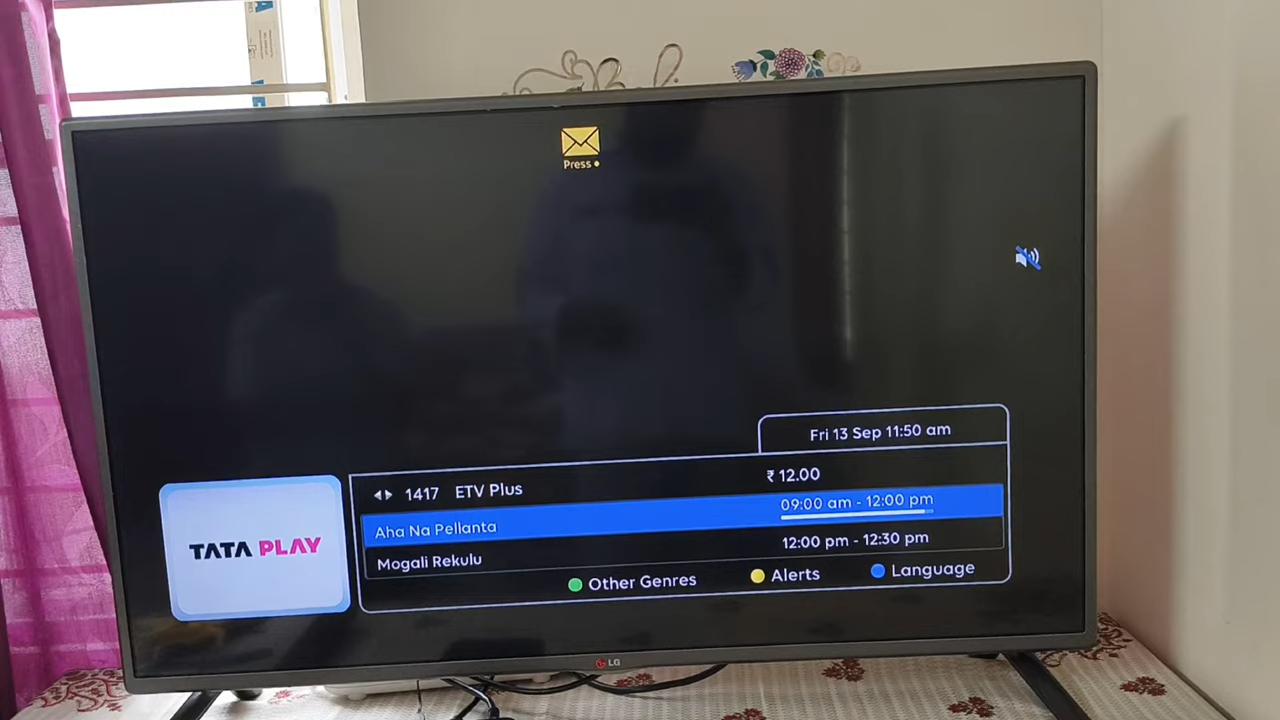 Press
Fri 13 Sep 11:50 am
1417 ETV Plus ₹ 12.00
Aha Na Pellanta 09:00 am - 12:00 pm
Mogali Rekulu 12:00 pm - 12:30 pm
Other Genres Alerts Language
TATA PLAY
LG